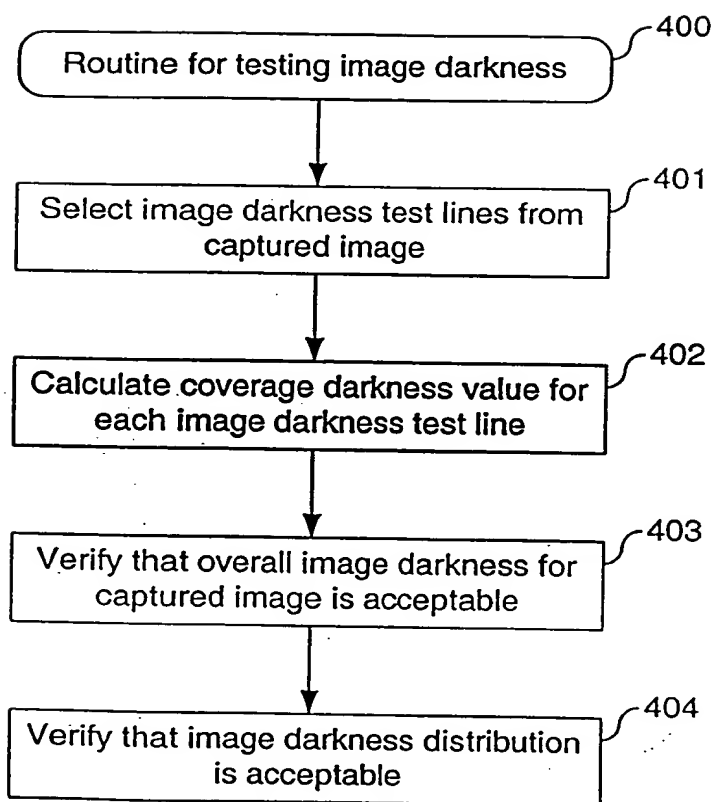 400
Routine for testing image darkness
401
Select image darkness test lines from
captured image
402
Calculate coverage darkness value for
each image darkness test line
403
Verify that overall image darkness for
captured image is acceptable
404
Verify that image darkness distribution
is acceptable